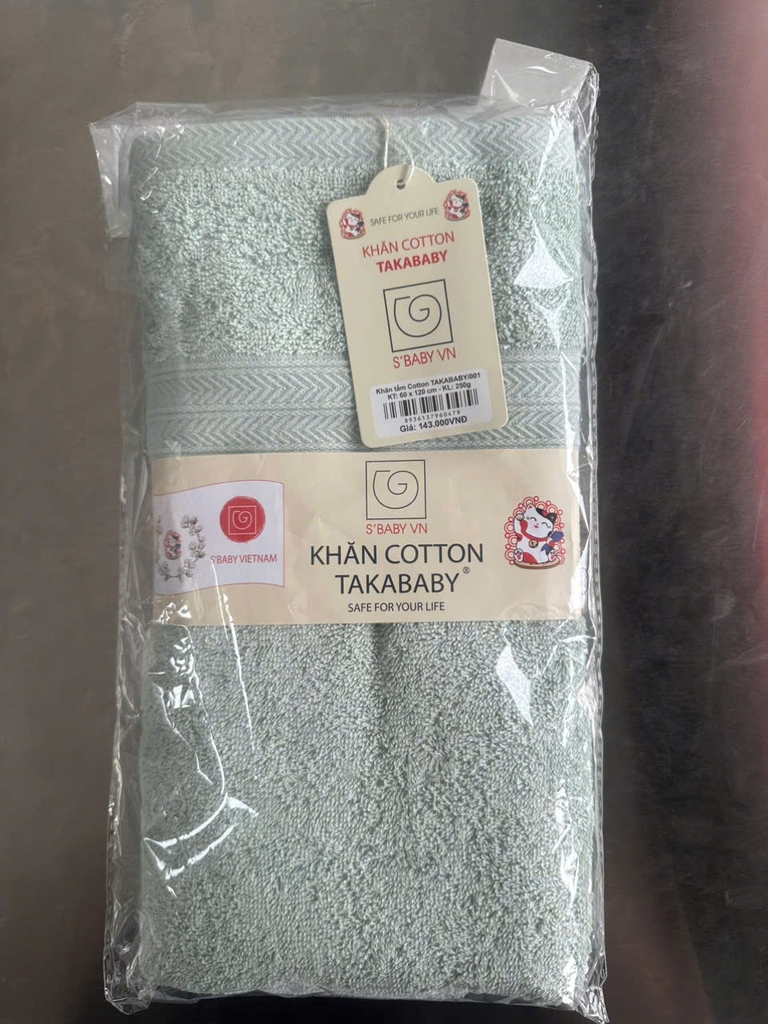 SAFE FOR YOUR LIFE
KHĂN COTTON
TAKABABY
S'BABY VN
Khăn tắm Cotton TAKABABY/001
KT: 60 x 120 cm - KL: 250g
8936137960479
Giá: 143.000VNĐ
S'BABY VN
S'BABY VIETNAM
KHĂN COTTON
TAKABABY®
SAFE FOR YOUR LIFE